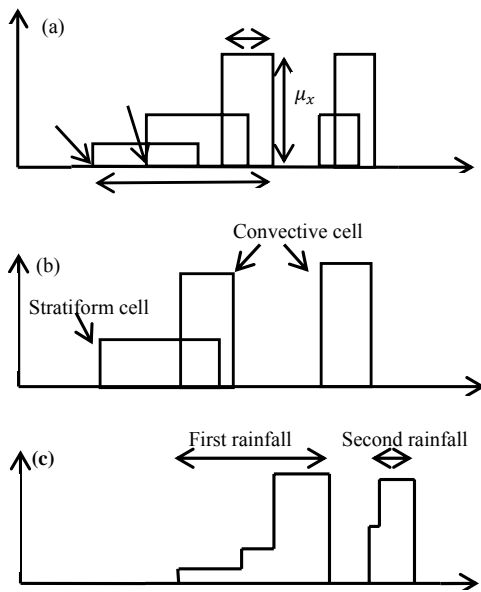 (a)
μₓ
Convective cell
(b)
Stratiform cell
(c)
First rainfall
Second rainfall